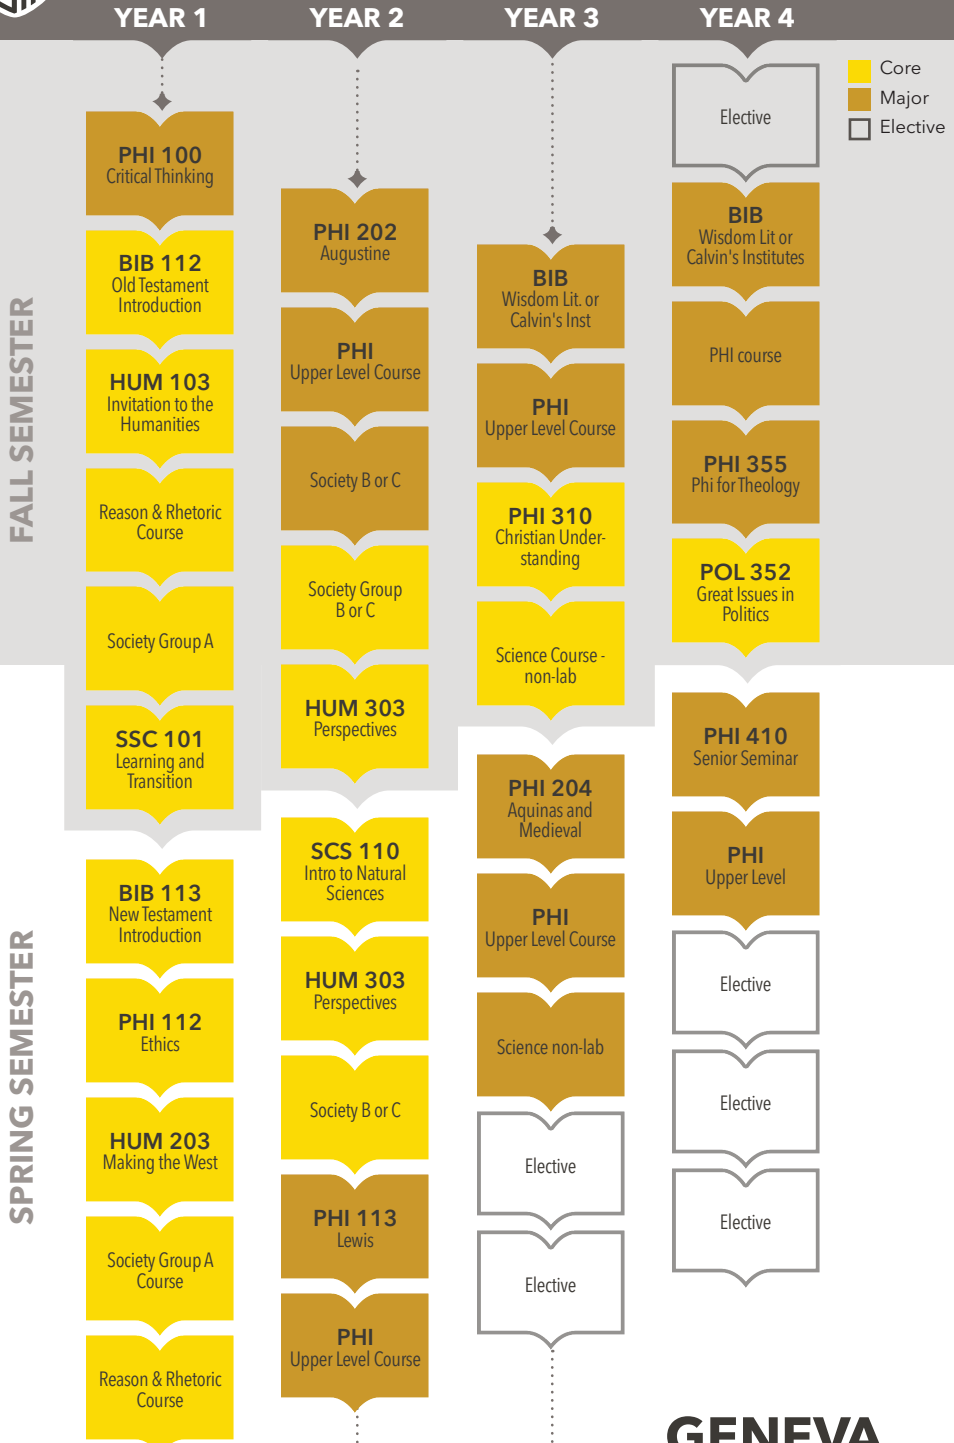 YEAR 1
YEAR 2
YEAR 3
YEAR 4
Core
Major
Elective
FALL SEMESTER
PHI 100
Critical Thinking
BIB 112
Old Testament
Introduction
HUM 103
Invitation to the
Humanities
Reason & Rhetoric
Course
Society Group A
SSC 101
Learning and
Transition
PHI 202
Augustine
PHI
Upper Level Course
Society B or C
Society Group
B or C
HUM 303
Perspectives
BIB
Wisdom Lit. or
Calvin's Inst
PHI
Upper Level Course
PHI 310
Christian Under-
standing
Science Course -
non-lab
Elective
BIB
Wisdom Lit or
Calvin's Institutes
PHI course
PHI 355
Phi for Theology
POL 352
Great Issues in
Politics
SPRING SEMESTER
BIB 113
New Testament
Introduction
PHI 112
Ethics
HUM 203
Making the West
Society Group A
Course
Reason & Rhetoric
Course
SCS 110
Intro to Natural
Sciences
HUM 303
Perspectives
Society B or C
PHI 113
Lewis
PHI
Upper Level Course
PHI 204
Aquinas and
Medieval
PHI
Upper Level Course
Science non-lab
Elective
Elective
PHI 410
Senior Seminar
PHI
Upper Level
Elective
Elective
Elective
GENEVA